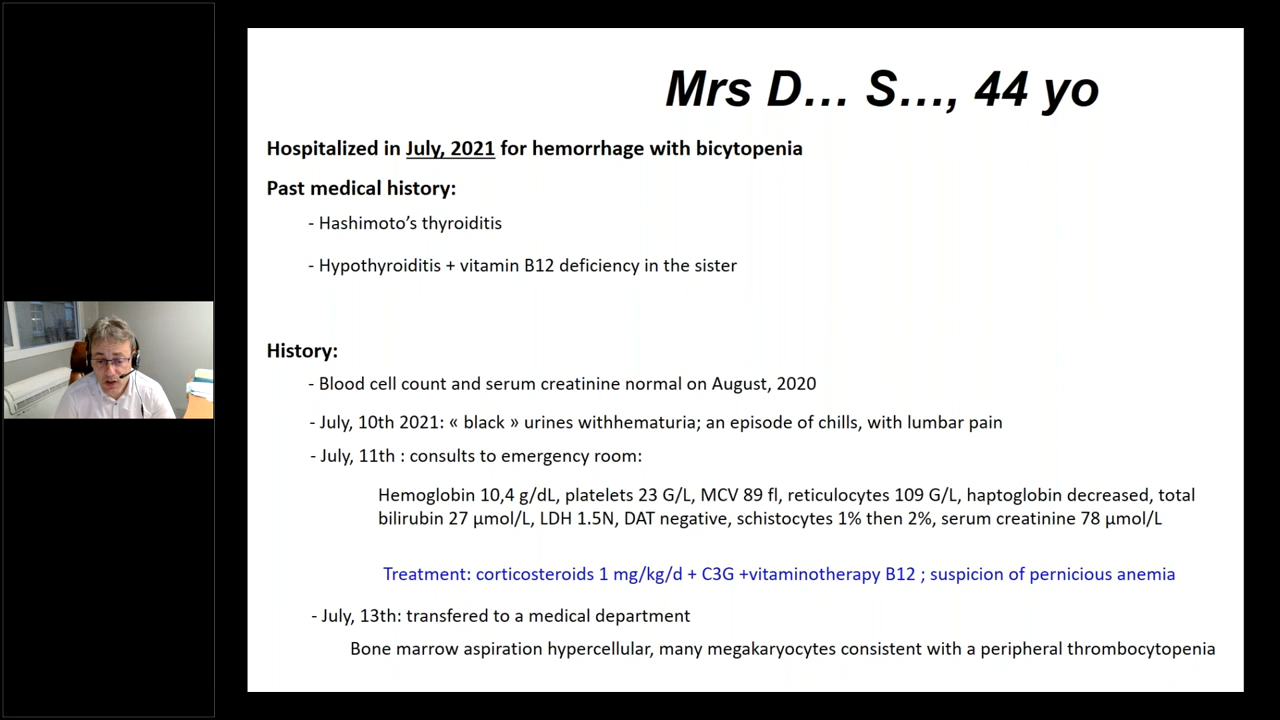 Mrs D… S…, 44 yo
Hospitalized in July, 2021 for hemorrhage with bicytopenia
Past medical history:
- Hashimoto’s thyroiditis
- Hypothyroiditis + vitamin B12 deficiency in the sister
History:
- Blood cell count and serum creatinine normal on August, 2020
- July, 10th 2021: « black » urines withhematuria; an episode of chills, with lumbar pain
- July, 11th : consults to emergency room:
Hemoglobin 10,4 g/dL, platelets 23 G/L, MCV 89 fl, reticulocytes 109 G/L, haptoglobin decreased, total
bilirubin 27 µmol/L, LDH 1.5N, DAT negative, schistocytes 1% then 2%, serum creatinine 78 µmol/L
Treatment: corticosteroids 1 mg/kg/d + C3G +vitaminotherapy B12 ; suspicion of pernicious anemia
- July, 13th: transfered to a medical department
Bone marrow aspiration hypercellular, many megakaryocytes consistent with a peripheral thrombocytopenia